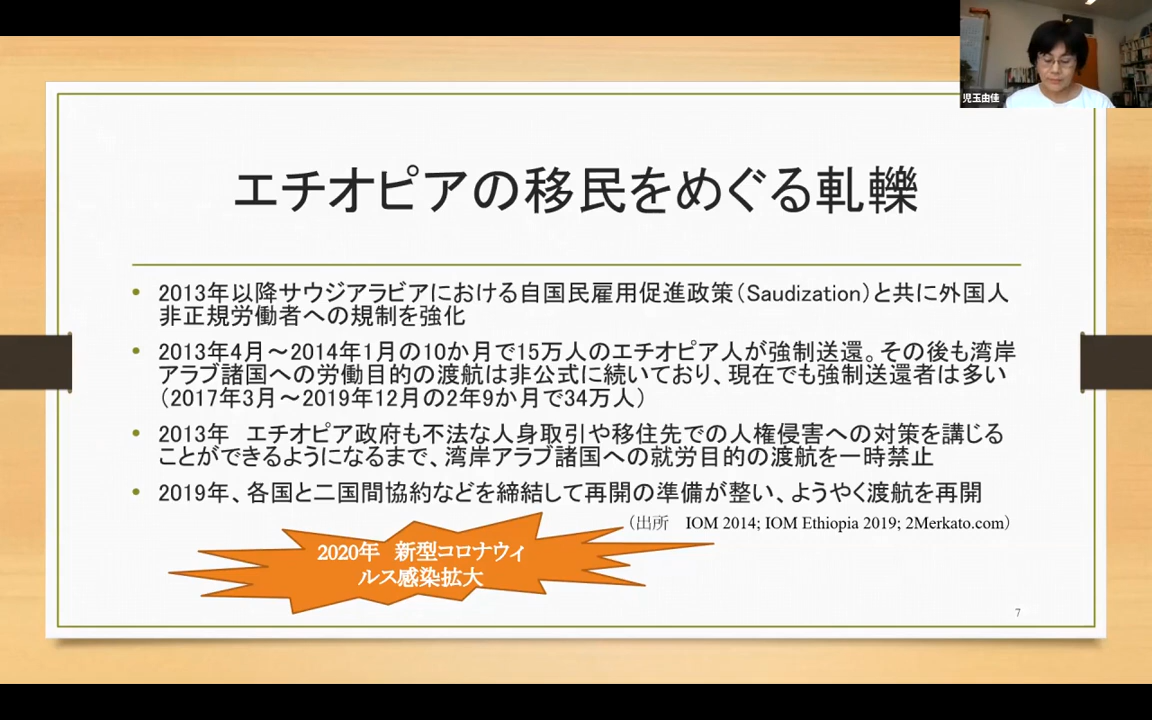 児玉由佳
エチオピアの移民をめぐる軋轢
• 2013年以降サウジアラビアにおける自国民雇用促進政策（Saudization）と共に外国人
非正規労働者への規制を強化
• 2013年4月～2014年1月の10か月で15万人のエチオピア人が強制送還。その後も湾岸
アラブ諸国への労働目的の渡航は非公式に続いており、現在でも強制送還者は多い
（2017年3月～2019年12月の2年9か月で34万人）
• 2013年　エチオピア政府も不法な人身取引や移住先での人権侵害への対策を講じる
ことができるようになるまで、湾岸アラブ諸国への就労目的の渡航を一時禁止
• 2019年、各国と二国間協約などを締結して再開の準備が整い、ようやく渡航を再開
（出所　IOM 2014; IOM Ethiopia 2019; 2Merkato.com）
2020年　新型コロナウィ
ルス感染拡大
7